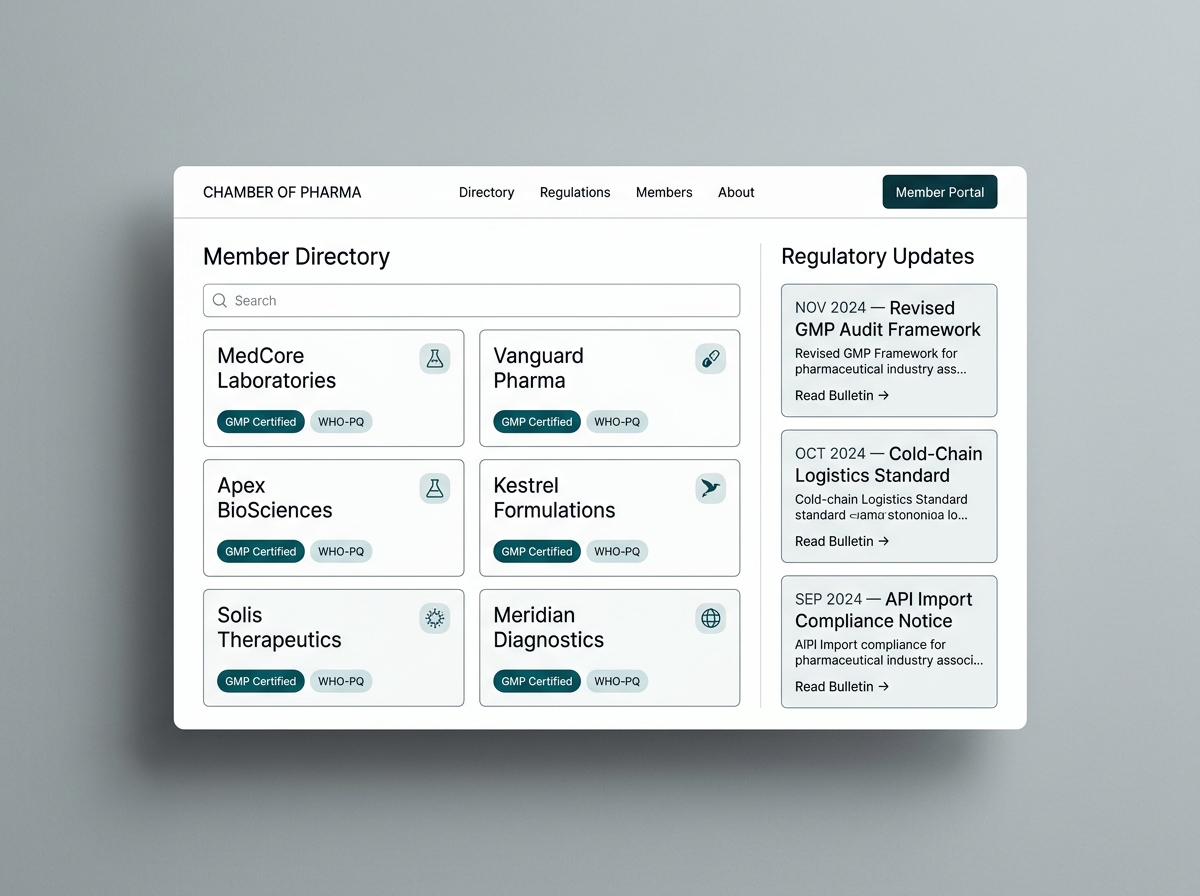 CHAMBER OF PHARMA
Directory
Regulations
Members
About
Member Portal
Member Directory
Search
MedCore
Laboratories
GMP Certified
WHO-PQ
Vanguard
Pharma
GMP Certified
WHO-PQ
Apex
BioSciences
GMP Certified
WHO-PQ
Kestrel
Formulations
GMP Certified
WHO-PQ
Solis
Therapeutics
GMP Certified
WHO-PQ
Meridian
Diagnostics
GMP Certified
WHO-PQ
Regulatory Updates
NOV 2024 — Revised
GMP Audit Framework
Revised GMP Framework for
pharmaceutical industry ass...
Read Bulletin →
OCT 2024 — Cold-Chain
Logistics Standard
Cold-chain Logistics Standard
standard lo...
Read Bulletin →
SEP 2024 — API Import
Compliance Notice
AIPI Import compliance for
pharmaceutical industry associ...
Read Bulletin →